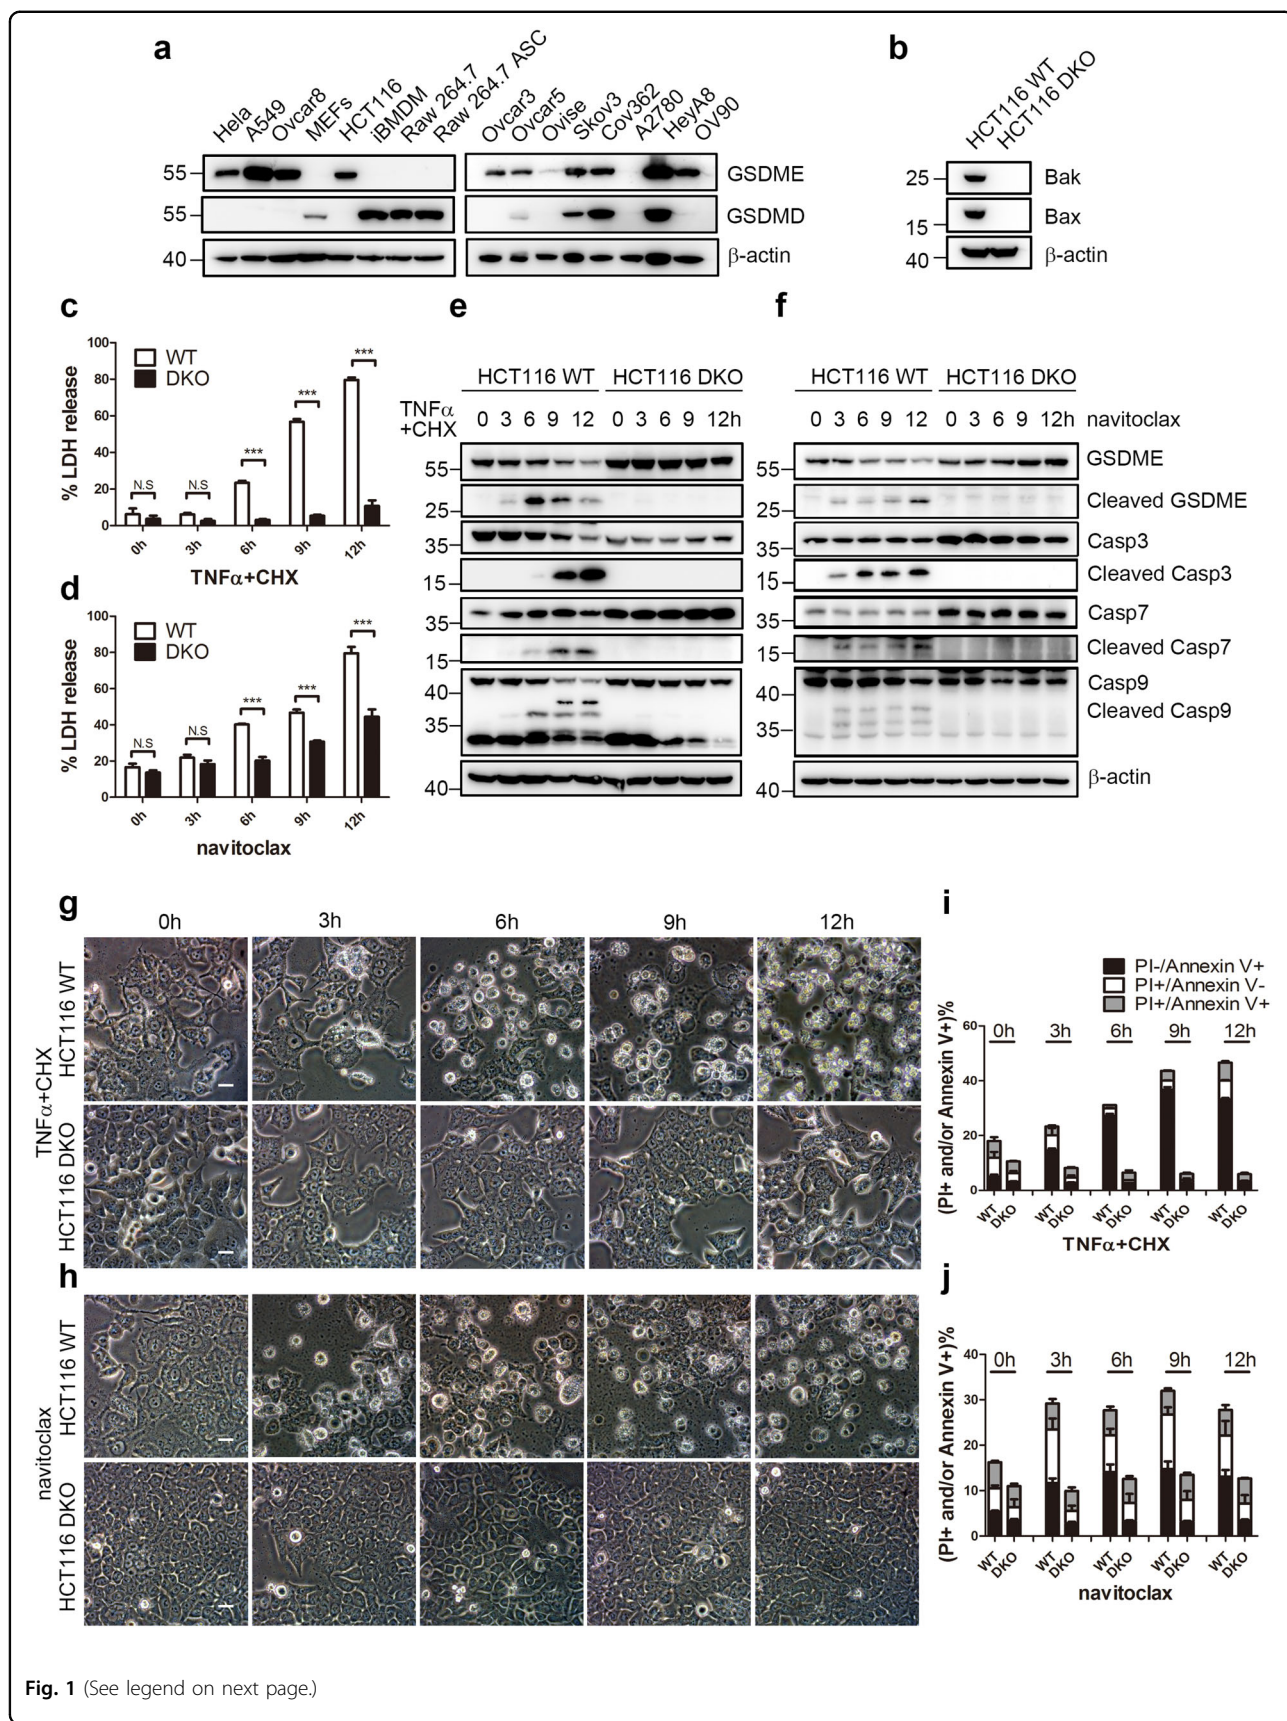 a
Hela
A549
Ovcar8
MEFs
HCT116
iBMDM
Raw 264.7
Raw 264.7 ASC
Ovcar3
Ovcar5
Ovise
Skov3
Cov362
A2780
HeyA8
OV90
55
GSDME
55
GSDMD
40
β-actin
b
HCT116 WT
HCT116 DKO
25
Bak
15
Bax
40
β-actin
c
% LDH release
100
80
60
40
20
0
WT
DKO
N.S
N.S
***
***
***
0h
3h
6h
9h
12h
TNFα+CHX
d
% LDH release
100
80
60
40
20
0
WT
DKO
N.S
N.S
***
***
***
0h
3h
6h
9h
12h
navitoclax
e
HCT116 WT HCT116 DKO
TNFα
+CHX
0 3 6 9 12 0 3 6 9 12h
55
25
35
15
35
15
40
35
40
f
HCT116 WT HCT116 DKO
0 3 6 9 12 0 3 6 9 12h navitoclax
55
GSDME
25
Cleaved GSDME
35
Casp3
15
Cleaved Casp3
35
Casp7
15
Cleaved Casp7
Casp9
40
Cleaved Casp9
35
40
β-actin
g
0h 3h 6h 9h 12h
TNFα+CHX
HCT116 WT
HCT116 DKO
h
navitoclax
HCT116 WT
HCT116 DKO
i
PI-/Annexin V+
PI+/Annexin V-
PI+/Annexin V+
(PI+ and/or Annexin V+)%
60
40
20
0
0h 3h 6h 9h 12h
WT DKO WT DKO WT DKO WT DKO WT DKO
TNFα+CHX
j
(PI+ and/or Annexin V+)%
40
30
20
10
0
0h 3h 6h 9h 12h
WT DKO WT DKO WT DKO WT DKO WT DKO
navitoclax
Fig. 1 (See legend on next page.)